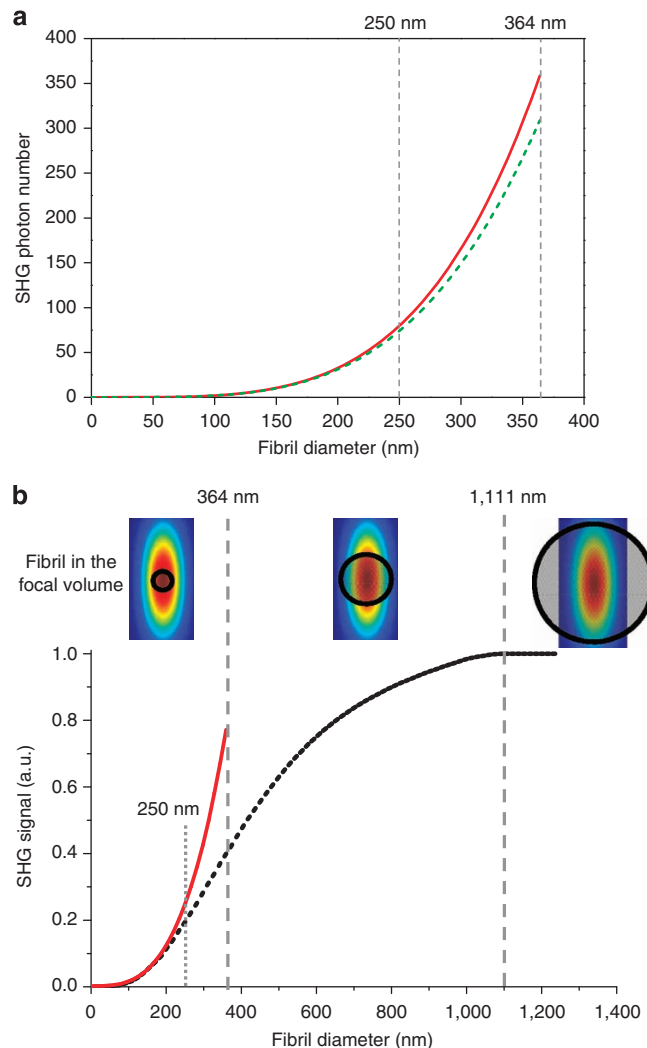 a
250 nm 364 nm
400
350
300
250
200
150
100
50
0
SHG photon number
0 50 100 150 200 250 300 350 400
Fibril diameter (nm)
b
364 nm 1,111 nm
Fibril in the
focal volume
1.0
0.8
0.6
0.4
0.2
0.0
SHG signal (a.u.)
250 nm
0 200 400 600 800 1,000 1,200 1,400
Fibril diameter (nm)